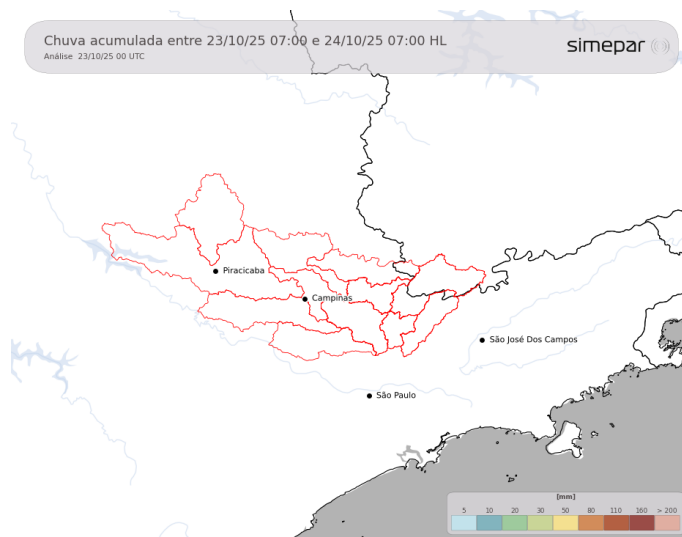 Chuva acumulada entre 23/10/25 07:00 e 24/10/25 07:00 HL
Análise 23/10/25 00 UTC
simepar
Piracicaba
Campinas
São José Dos Campos
São Paulo
[mm]
5 10 20 30 50 80 110 160 > 200